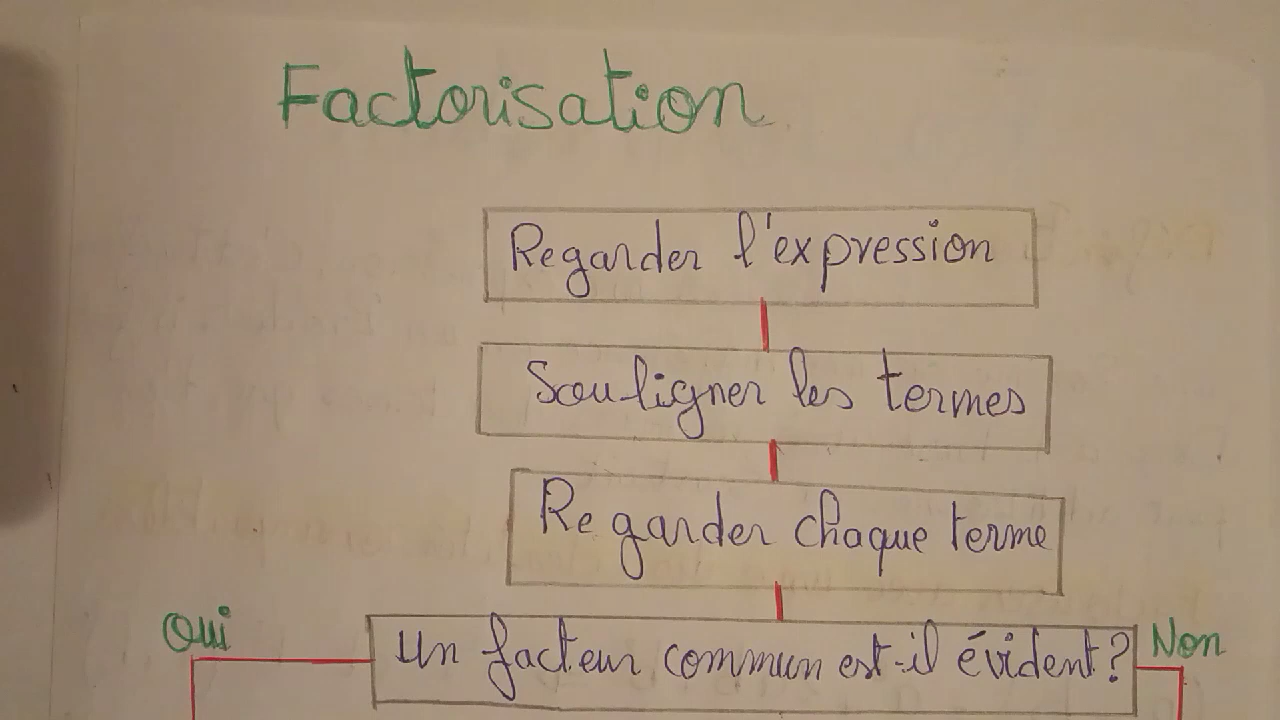 Factorisation
Regarder l'expression
Souligner les termes
Regarder chaque terme
Oui
Un facteur commun est-il évident ?
Non